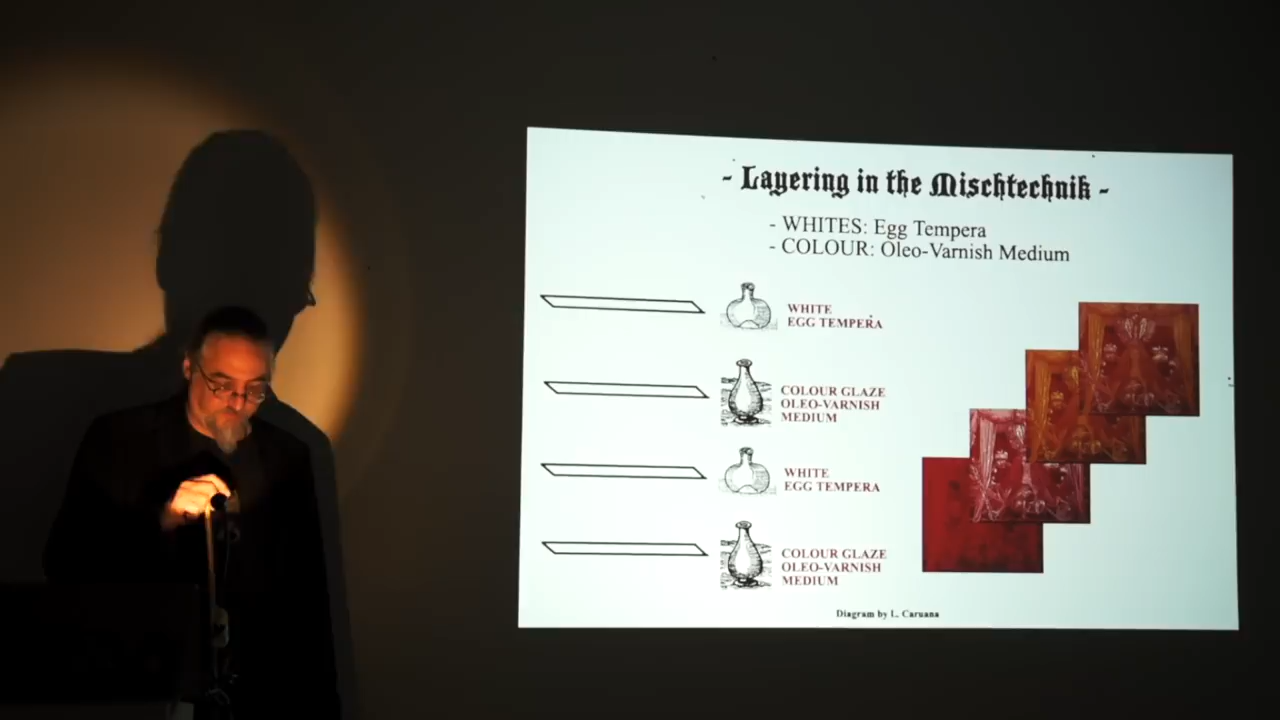 - Layering in the Mischtechnik -
- WHITES: Egg Tempera
- COLOUR: Oleo-Varnish Medium
WHITE
EGG TEMPERA
COLOUR GLAZE
OLEO-VARNISH
MEDIUM
WHITE
EGG TEMPERA
COLOUR GLAZE
OLEO-VARNISH
MEDIUM
Diagram by L. Caruana